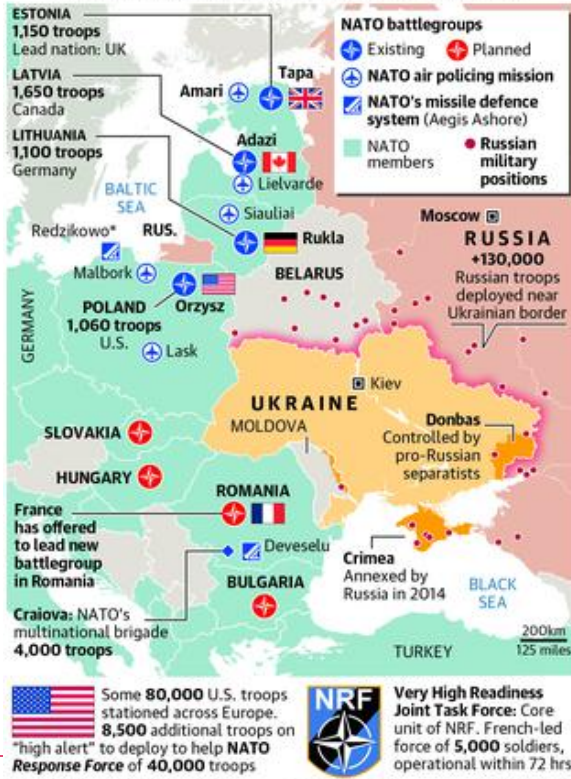 ESTONIA
1,150 troops
Lead nation: UK
LATVIA
1,650 troops
Canada
LITHUANIA
1,100 troops
Germany
NATO battlegroups
Existing
Planned
NATO air policing mission
NATO's missile defence
system (Aegis Ashore)
NATO
members
Russian
military
positions
Amari
Tapa
Adazi
Lielvarde
BALTIC
SEA
Siauliai
Redzikowo*
RUS.
Rukla
Malbork
Orzysz
POLAND
1,060 troops
U.S.
Lask
GERMANY
BELARUS
Moscow
RUSSIA
+130,000
Russian troops
deployed near
Ukrainian border
Kiev
UKRAINE
MOLDOVA
Donbas
Controlled by
pro-Russian
separatists
SLOVAKIA
HUNGARY
ROMANIA
France
has offered
to lead new
battlegroup
in Romania
Deveselu
BULGARIA
Craiova: NATO's
multinational brigade
4,000 troops
Crimea
Annexed by
Russia in 2014
BLACK
SEA
TURKEY
200km
125 miles
Some 80,000 U.S. troops
stationed across Europe.
8,500 additional troops on
"high alert" to deploy to help NATO
Response Force of 40,000 troops
NRF
Very High Readiness
Joint Task Force: Core
unit of NRF. French-led
force of 5,000 soldiers,
operational within 72 hrs